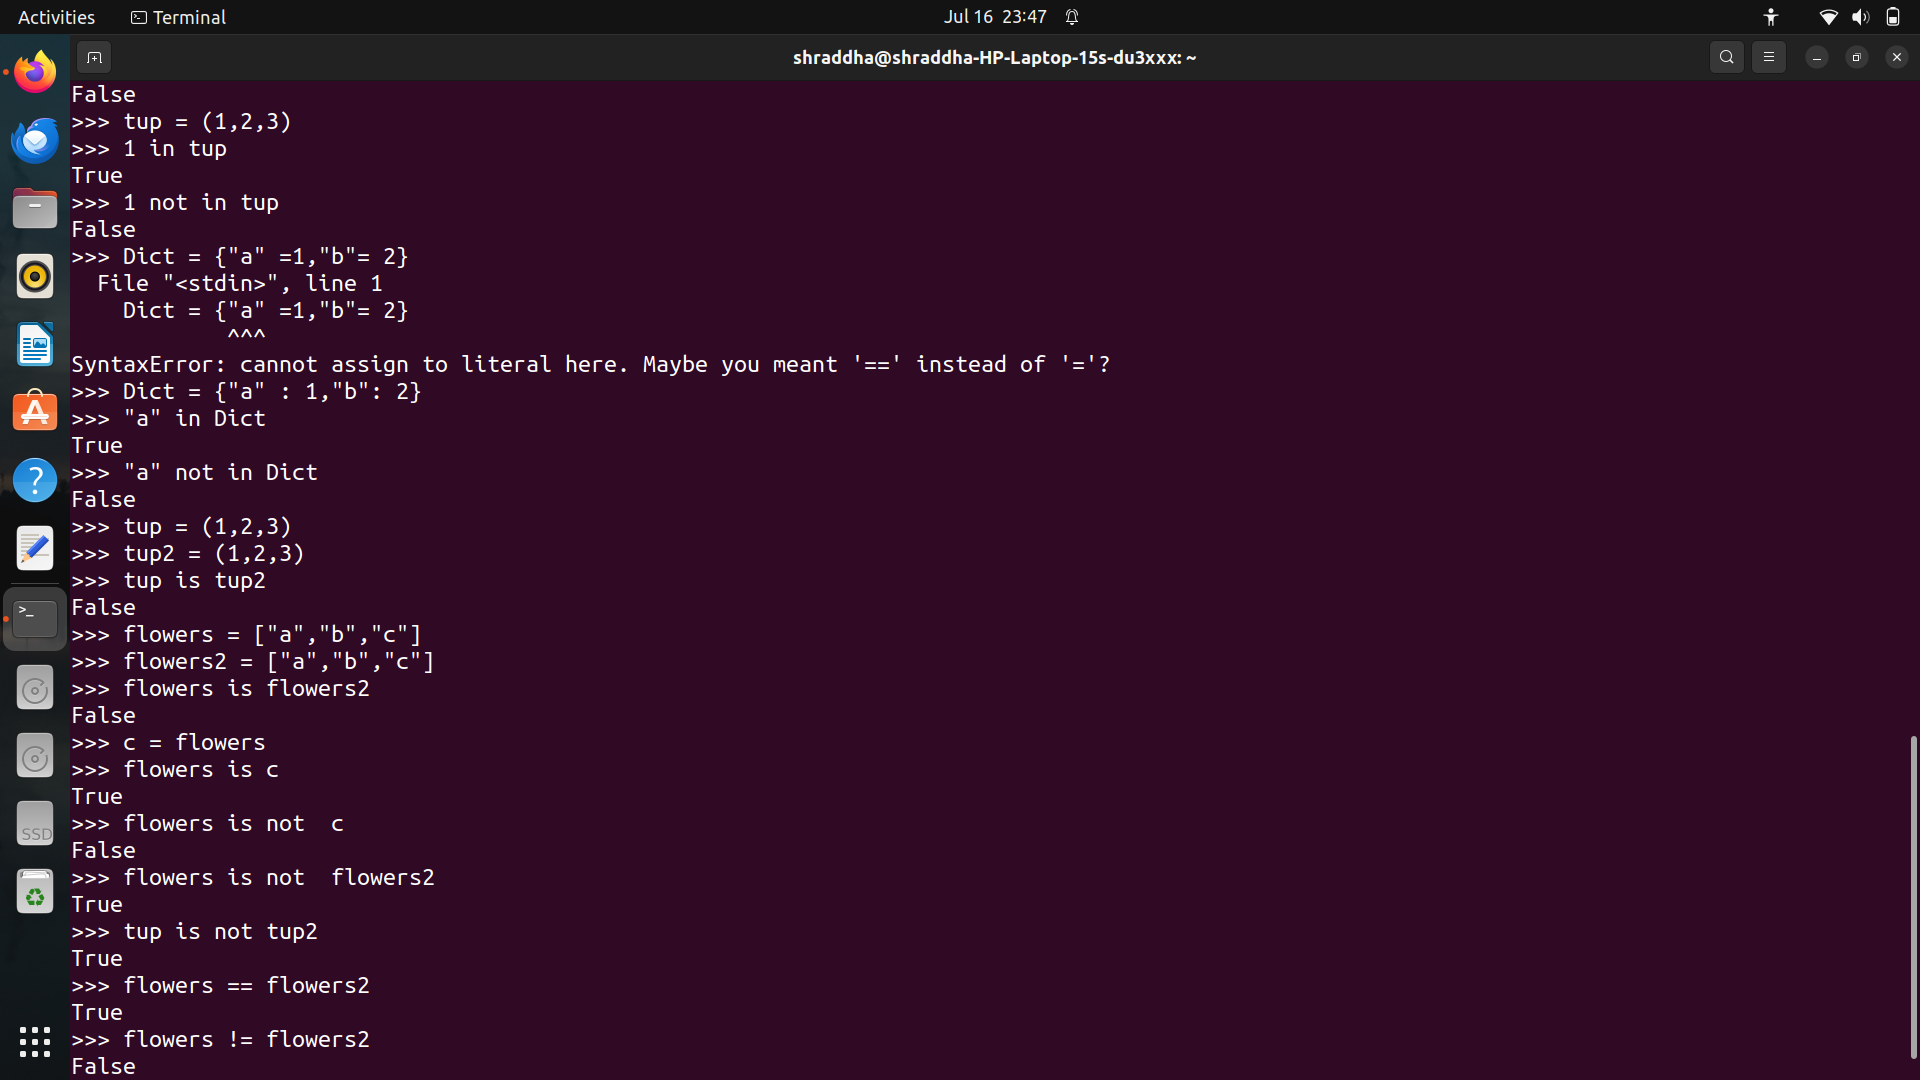 Activities Terminal Jul 16 23:47
shraddha@shraddha-HP-Laptop-15s-du3xxx: ~
False
>>> tup = (1,2,3)
>>> 1 in tup
True
>>> 1 not in tup
False
>>> Dict = {"a" =1,"b"= 2}
  File "<stdin>", line 1
    Dict = {"a" =1,"b"= 2}
            ^^^
SyntaxError: cannot assign to literal here. Maybe you meant '==' instead of '='?
>>> Dict = {"a" : 1,"b": 2}
>>> "a" in Dict
True
>>> "a" not in Dict
False
>>> tup = (1,2,3)
>>> tup2 = (1,2,3)
>>> tup is tup2
False
>>> flowers = ["a","b","c"]
>>> flowers2 = ["a","b","c"]
>>> flowers is flowers2
False
>>> c = flowers
>>> flowers is c
True
>>> flowers is not  c
False
>>> flowers is not  flowers2
True
>>> tup is not tup2
True
>>> flowers == flowers2
True
>>> flowers != flowers2
False
?
>_
SSD